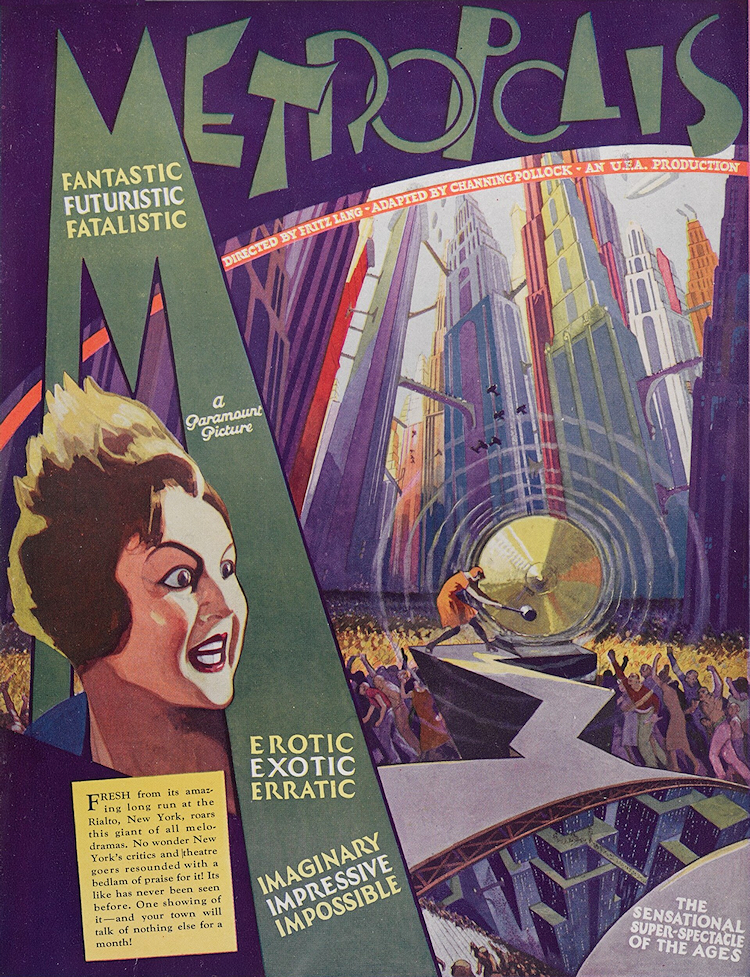 METROPOLIS
FANTASTIC
FUTURISTIC
FATALISTIC
DIRECTED BY FRITZ LANG - ADAPTED BY CHANNING POLLOCK - AN U.F.A. PRODUCTION
a
Paramount
Picture
EROTIC
EXOTIC
ERRATIC
IMAGINARY
IMPRESSIVE
IMPOSSIBLE
FRESH from its amaz-
ing long run at the
Rialto, New York, roars
this giant of all melo-
dramas. No wonder New
York's critics and theatre
goers resounded with a
bedlam of praise for it! Its
like has never been seen
before. One showing of
it—and your town will
talk of nothing else for a
month!
THE
SENSATIONAL
SUPER-SPECTACLE
OF THE AGES